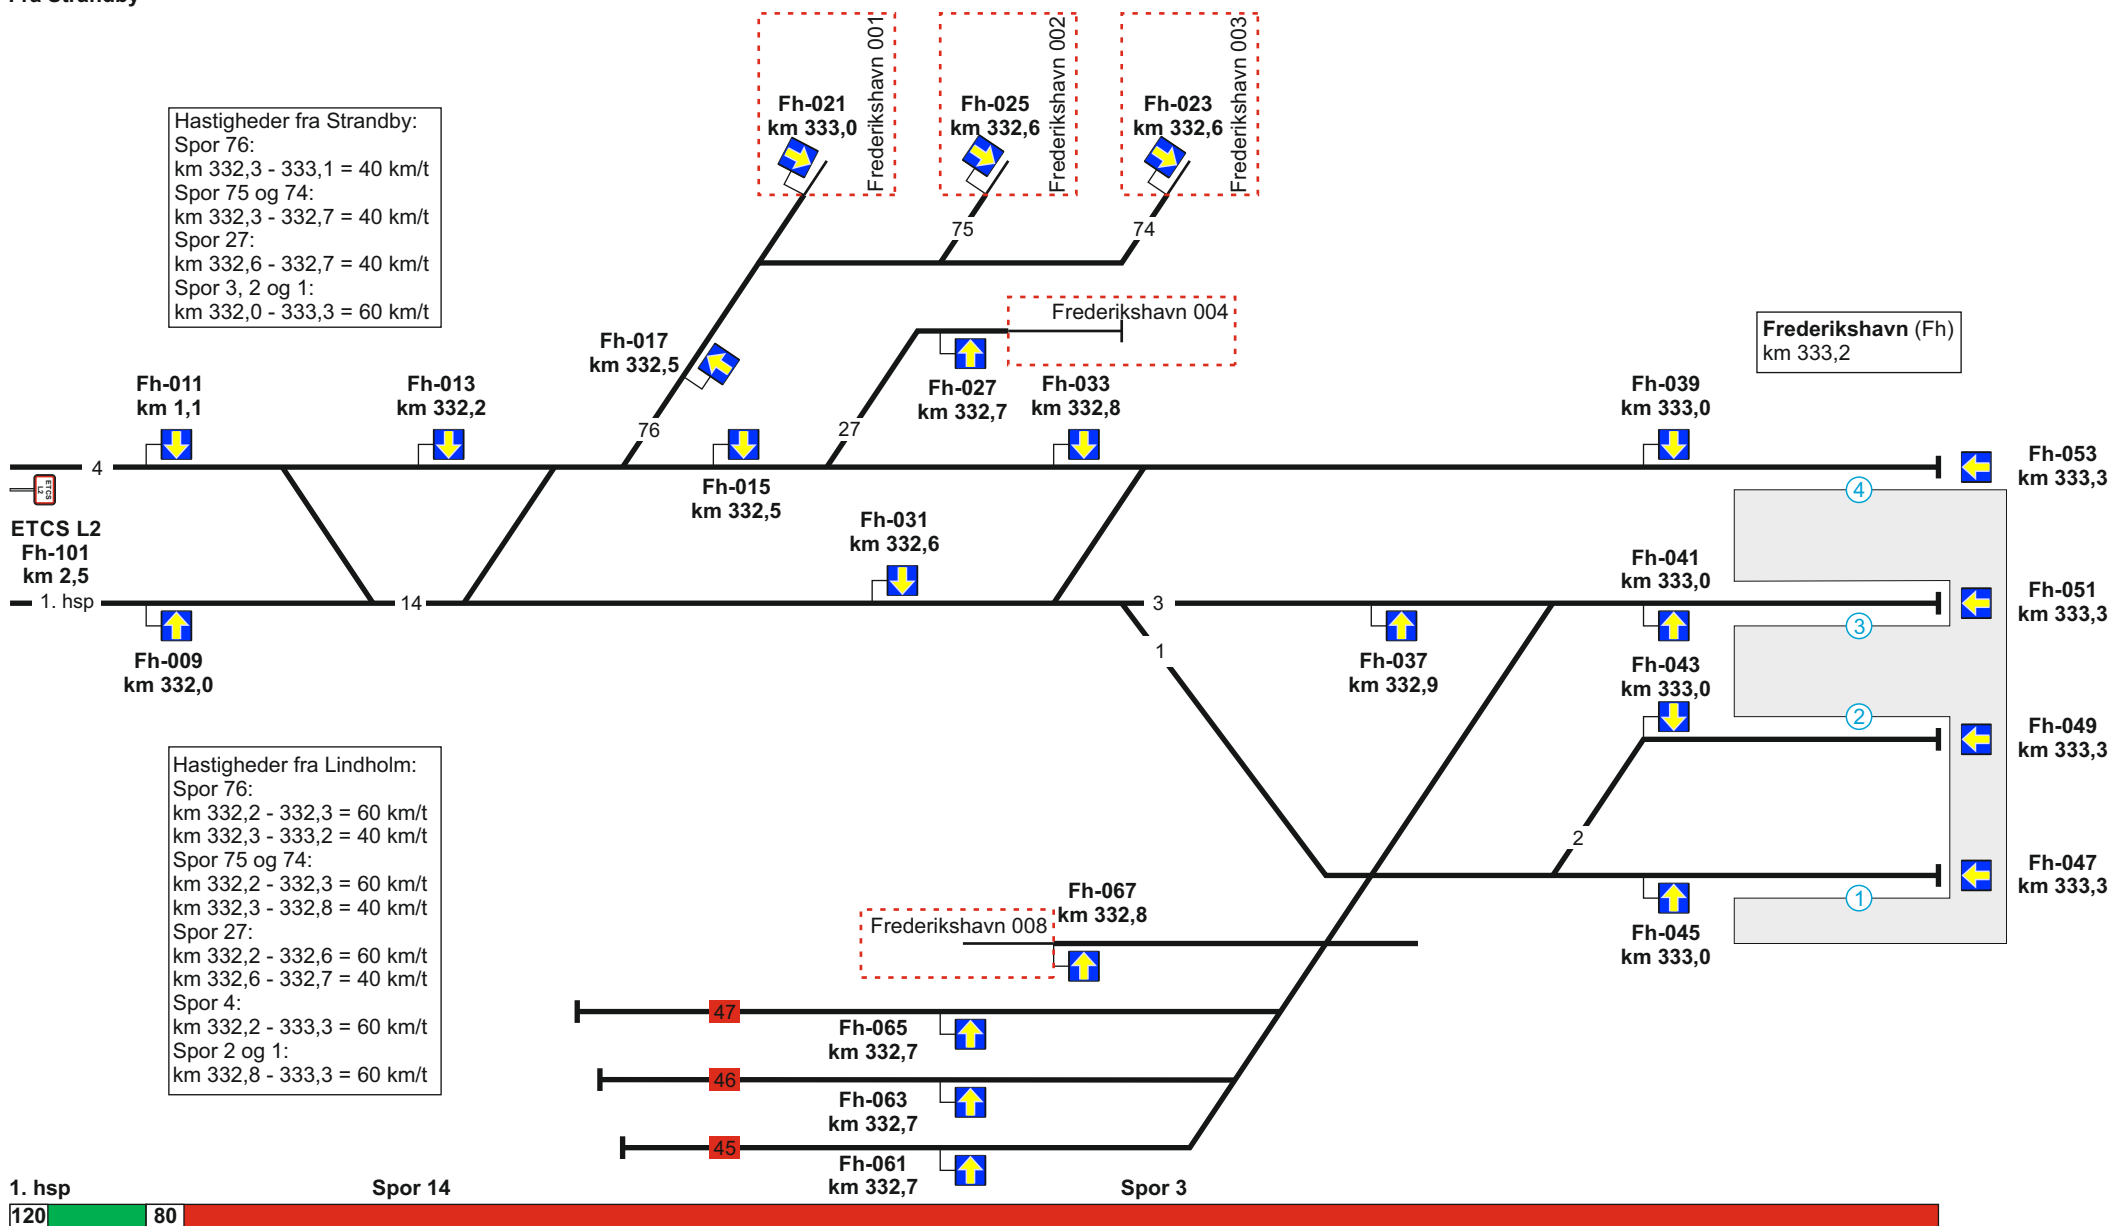 Fra Strandby
Hastigheder fra Strandby:
Spor 76:
km 332,3 - 333,1 = 40 km/t
Spor 75 og 74:
km 332,3 - 332,7 = 40 km/t
Spor 27:
km 332,6 - 332,7 = 40 km/t
Spor 3, 2 og 1:
km 332,0 - 333,3 = 60 km/t
Fh-021
km 333,0
Frederikshavn 001
Fh-025
km 332,6
Frederikshavn 002
Fh-023
km 332,6
Frederikshavn 003
75
74
Frederikshavn 004
Fh-017
km 332,5
Fh-027
km 332,7
Frederikshavn (Fh)
km 333,2
Fh-011
km 1,1
Fh-013
km 332,2
76
27
Fh-033
km 332,8
Fh-039
km 333,0
4
Fh-053
km 333,3
ETCS
L2
ETCS L2
Fh-101
km 2,5
Fh-015
km 332,5
4
Fh-031
km 332,6
Fh-041
km 333,0
Fh-051
km 333,3
1. hsp
14
3
3
1
Fh-009
km 332,0
Fh-037
km 332,9
Fh-043
km 333,0
2
Fh-049
km 333,3
Hastigheder fra Lindholm:
Spor 76:
km 332,2 - 332,3 = 60 km/t
km 332,3 - 333,2 = 40 km/t
Spor 75 og 74:
km 332,2 - 332,3 = 60 km/t
km 332,3 - 332,8 = 40 km/t
Spor 27:
km 332,2 - 332,6 = 60 km/t
km 332,6 - 332,7 = 40 km/t
Spor 4:
km 332,2 - 333,3 = 60 km/t
Spor 2 og 1:
km 332,8 - 333,3 = 60 km/t
2
Fh-047
km 333,3
1
Fh-045
km 333,0
Fh-067
km 332,8
Frederikshavn 008
47
Fh-065
km 332,7
46
Fh-063
km 332,7
45
Fh-061
km 332,7
1. hsp
Spor 14
Spor 3
120
80